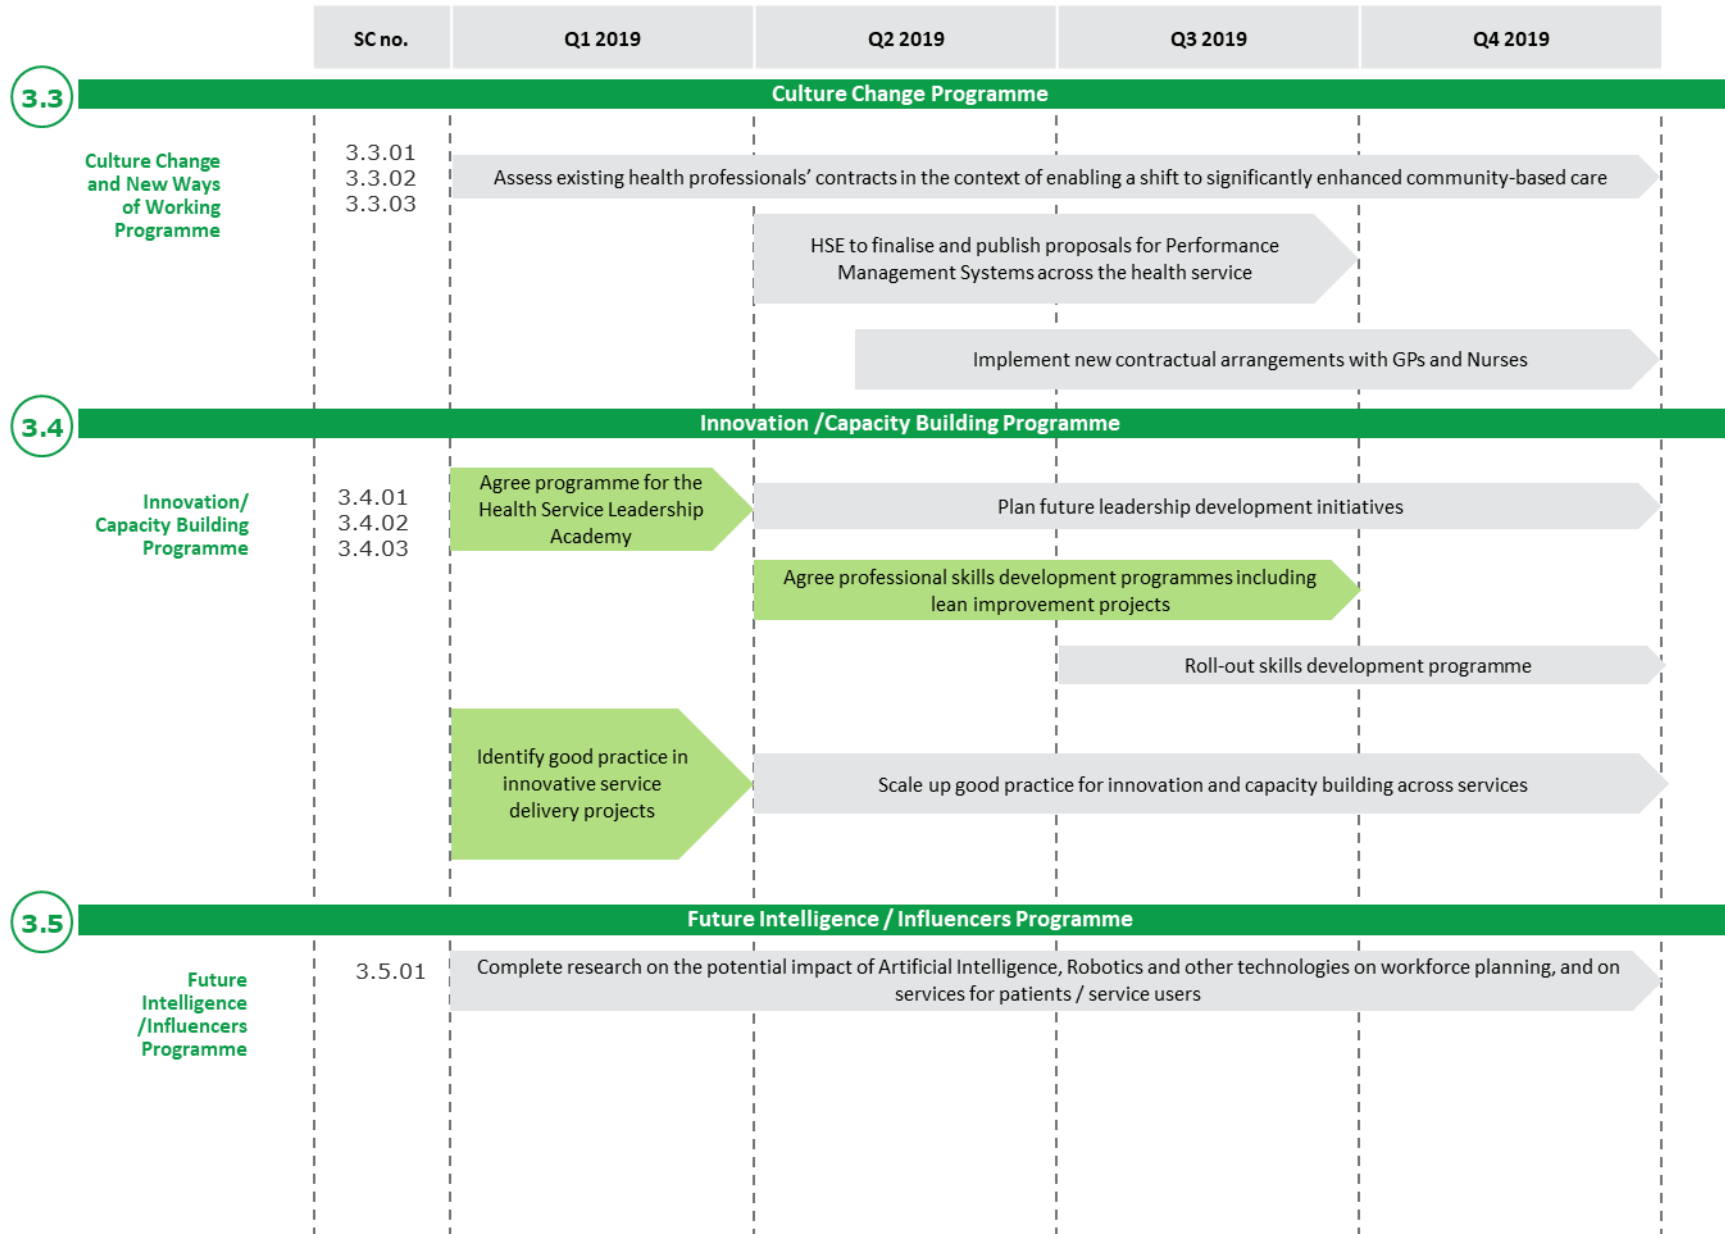 SC no. Q1 2019 Q2 2019 Q3 2019 Q4 2019
3.3 Culture Change Programme
Culture Change
and New Ways
of Working
Programme
3.3.01
3.3.02
3.3.03
Assess existing health professionals’ contracts in the context of enabling a shift to significantly enhanced community-based care
HSE to finalise and publish proposals for Performance
Management Systems across the health service
Implement new contractual arrangements with GPs and Nurses
3.4 Innovation /Capacity Building Programme
Innovation/
Capacity Building
Programme
3.4.01
3.4.02
3.4.03
Agree programme for the
Health Service Leadership
Academy
Plan future leadership development initiatives
Agree professional skills development programmes including
lean improvement projects
Roll-out skills development programme
Identify good practice in
innovative service
delivery projects
Scale up good practice for innovation and capacity building across services
3.5 Future Intelligence / Influencers Programme
Future
Intelligence
/Influencers
Programme
3.5.01
Complete research on the potential impact of Artificial Intelligence, Robotics and other technologies on workforce planning, and on
services for patients / service users